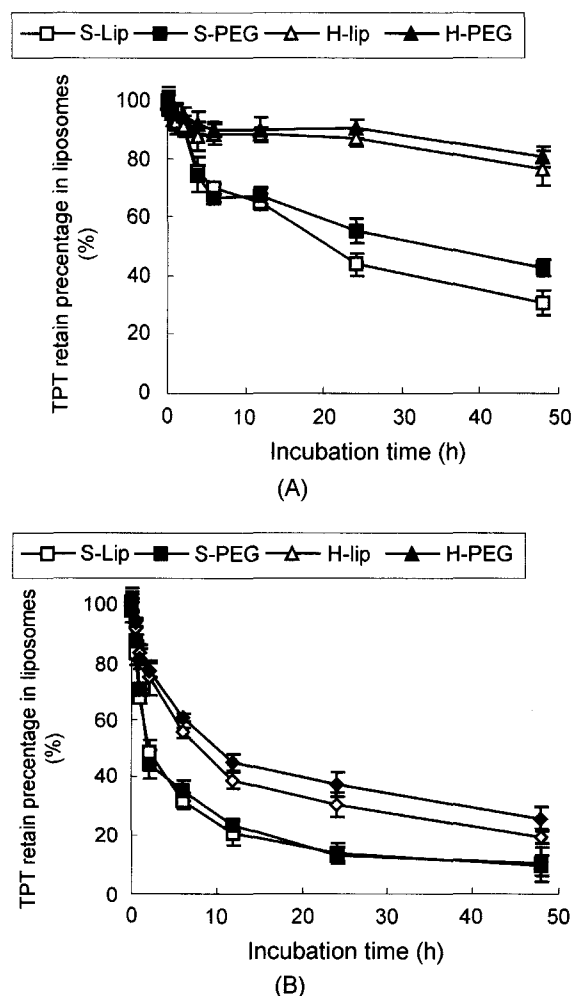 S-Lip S-PEG H-lip H-PEG
TPT retain precentage in liposomes
(%)
100
80
60
40
20
0
0 10 20 30 40 50
Incubation time (h)
(A)
S-Lip S-PEG H-lip H-PEG
TPT retain precentage in liposomes
(%)
100
80
60
40
20
0
0 10 20 30 40 50
Incubation time (h)
(B)